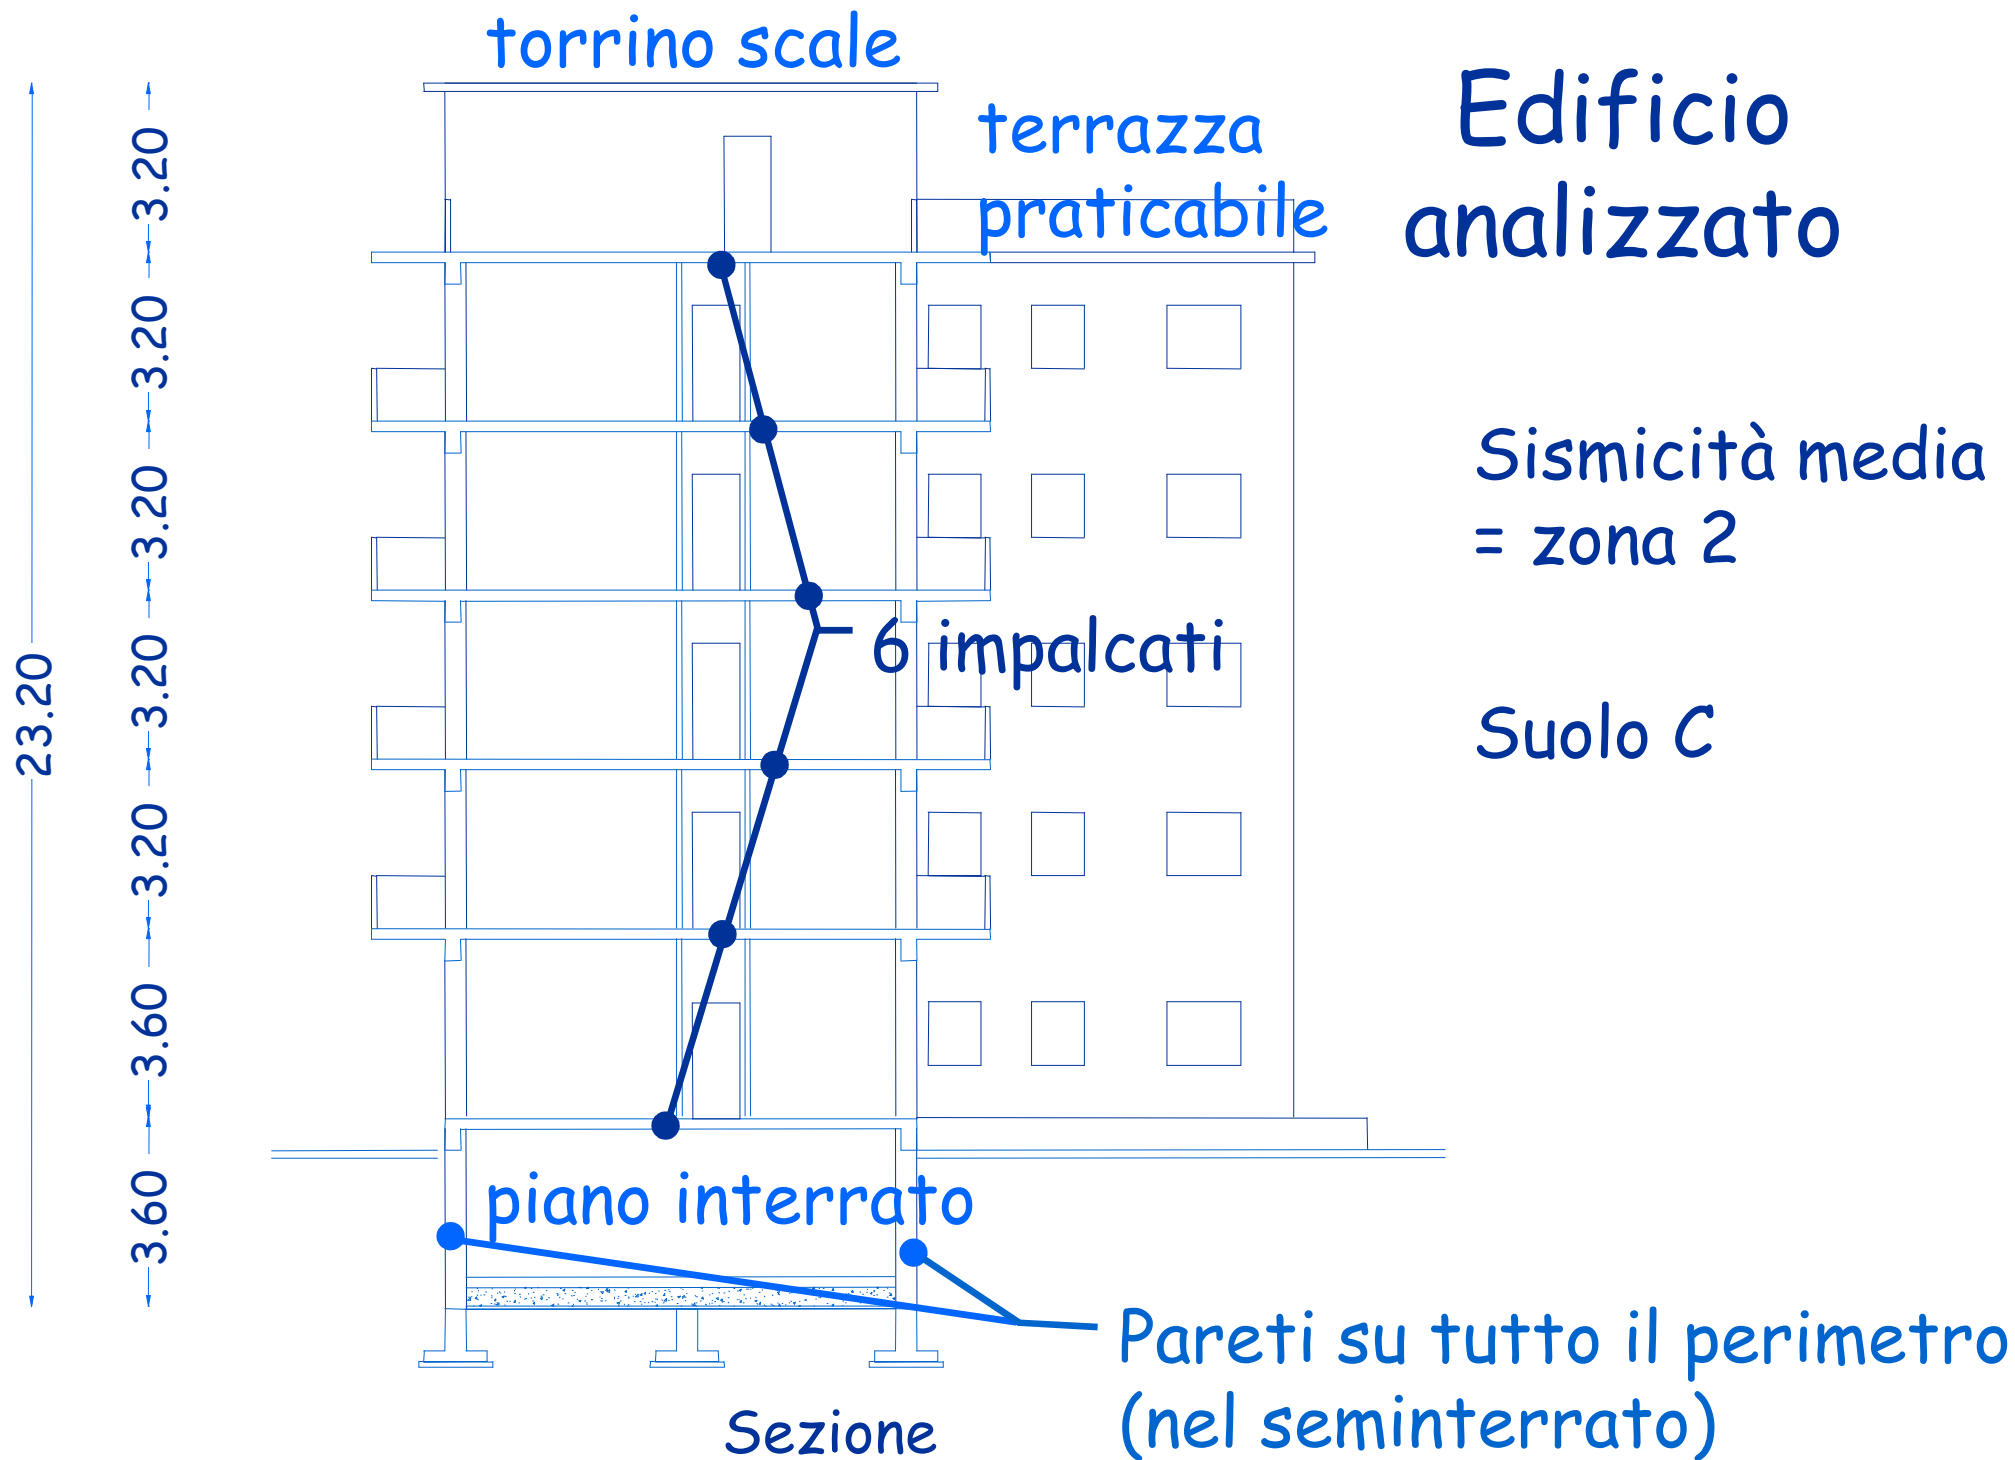 torrino scale
terrazza
praticabile
Edificio
analizzato
Sismicità media
= zona 2
Suolo C
6 impalcati
23.20
3.20
3.20
3.20
3.20
3.20
3.60
3.60
piano interrato
Pareti su tutto il perimetro
(nel seminterrato)
Sezione